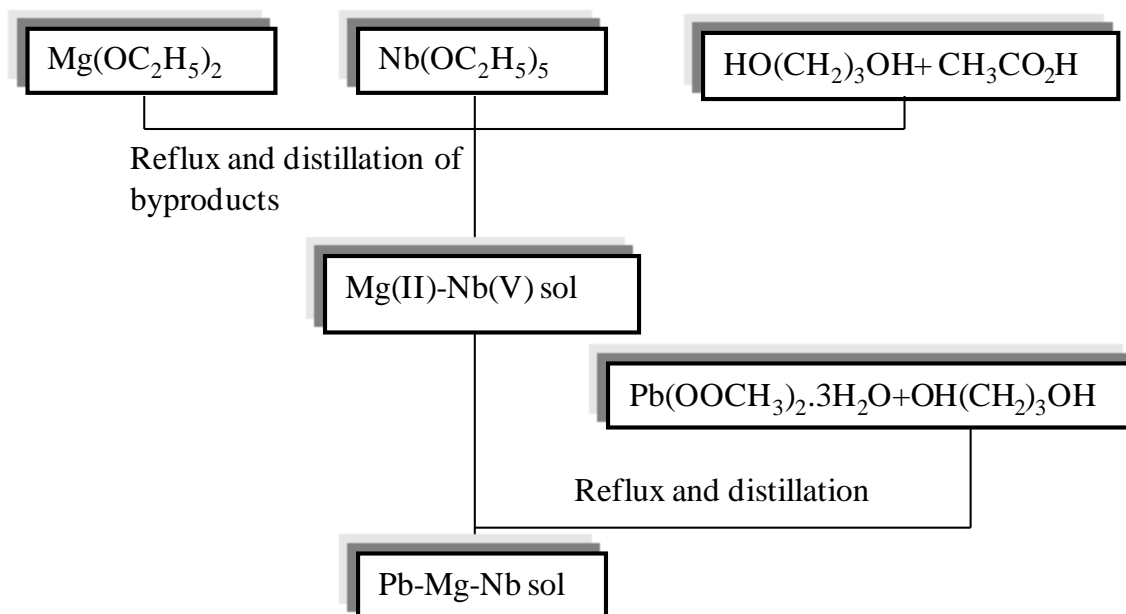 Mg(OC₂H₅)₂
Nb(OC₂H₅)₅
HO(CH₂)₃OH+ CH₃CO₂H
Reflux and distillation of
byproducts
Mg(II)-Nb(V) sol
Pb(OOCH₃)₂.3H₂O+OH(CH₂)₃OH
Reflux and distillation
Pb-Mg-Nb sol